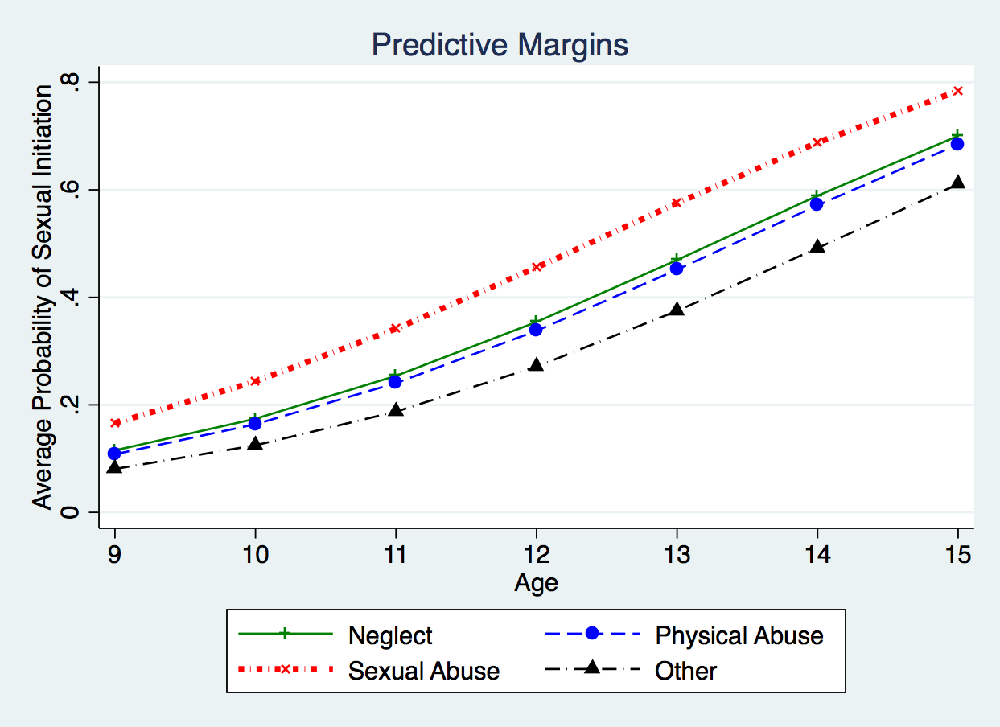 Predictive Margins
Average Probability of Sexual Initiation
.8
.6
.4
.2
0
9 10 11 12 13 14 15
Age
Neglect Physical Abuse
Sexual Abuse Other